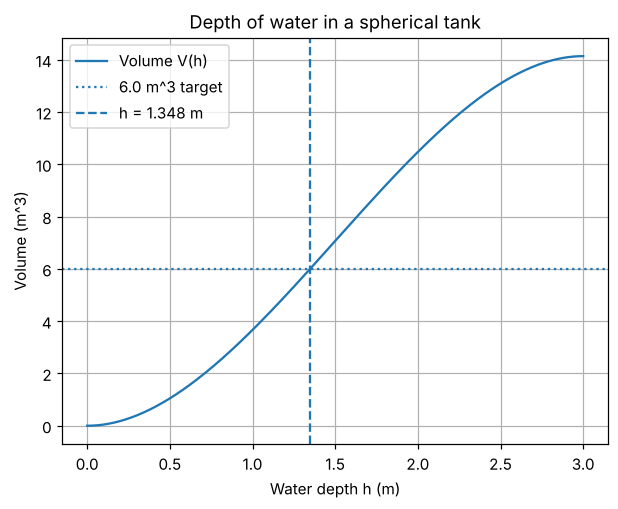 Depth of water in a spherical tank
Volume V(h)
6.0 m^3 target
h = 1.348 m
Volume (m^3)
14
12
10
8
6
4
2
0
0.0 0.5 1.0 1.5 2.0 2.5 3.0
Water depth h (m)